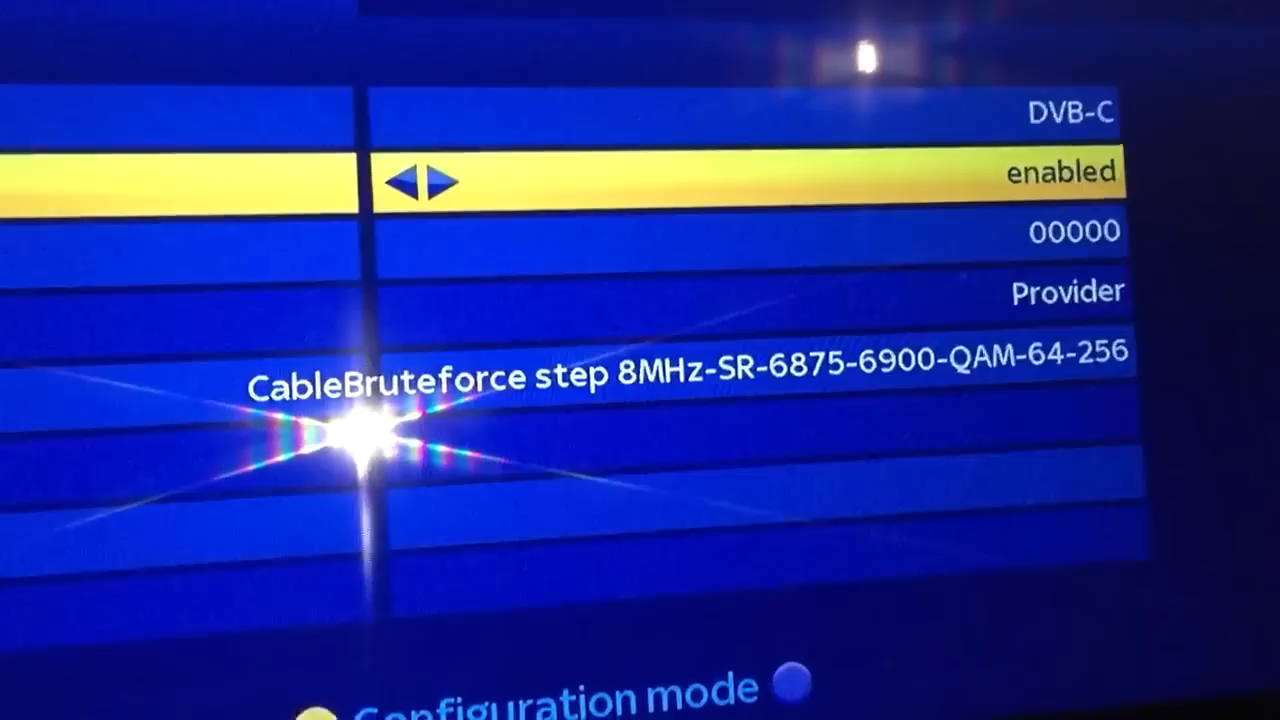 DVB-C
enabled
00000
Provider
CableBruteforce step 8MHz-SR-6875-6900-QAM-64-256
Configuration mode